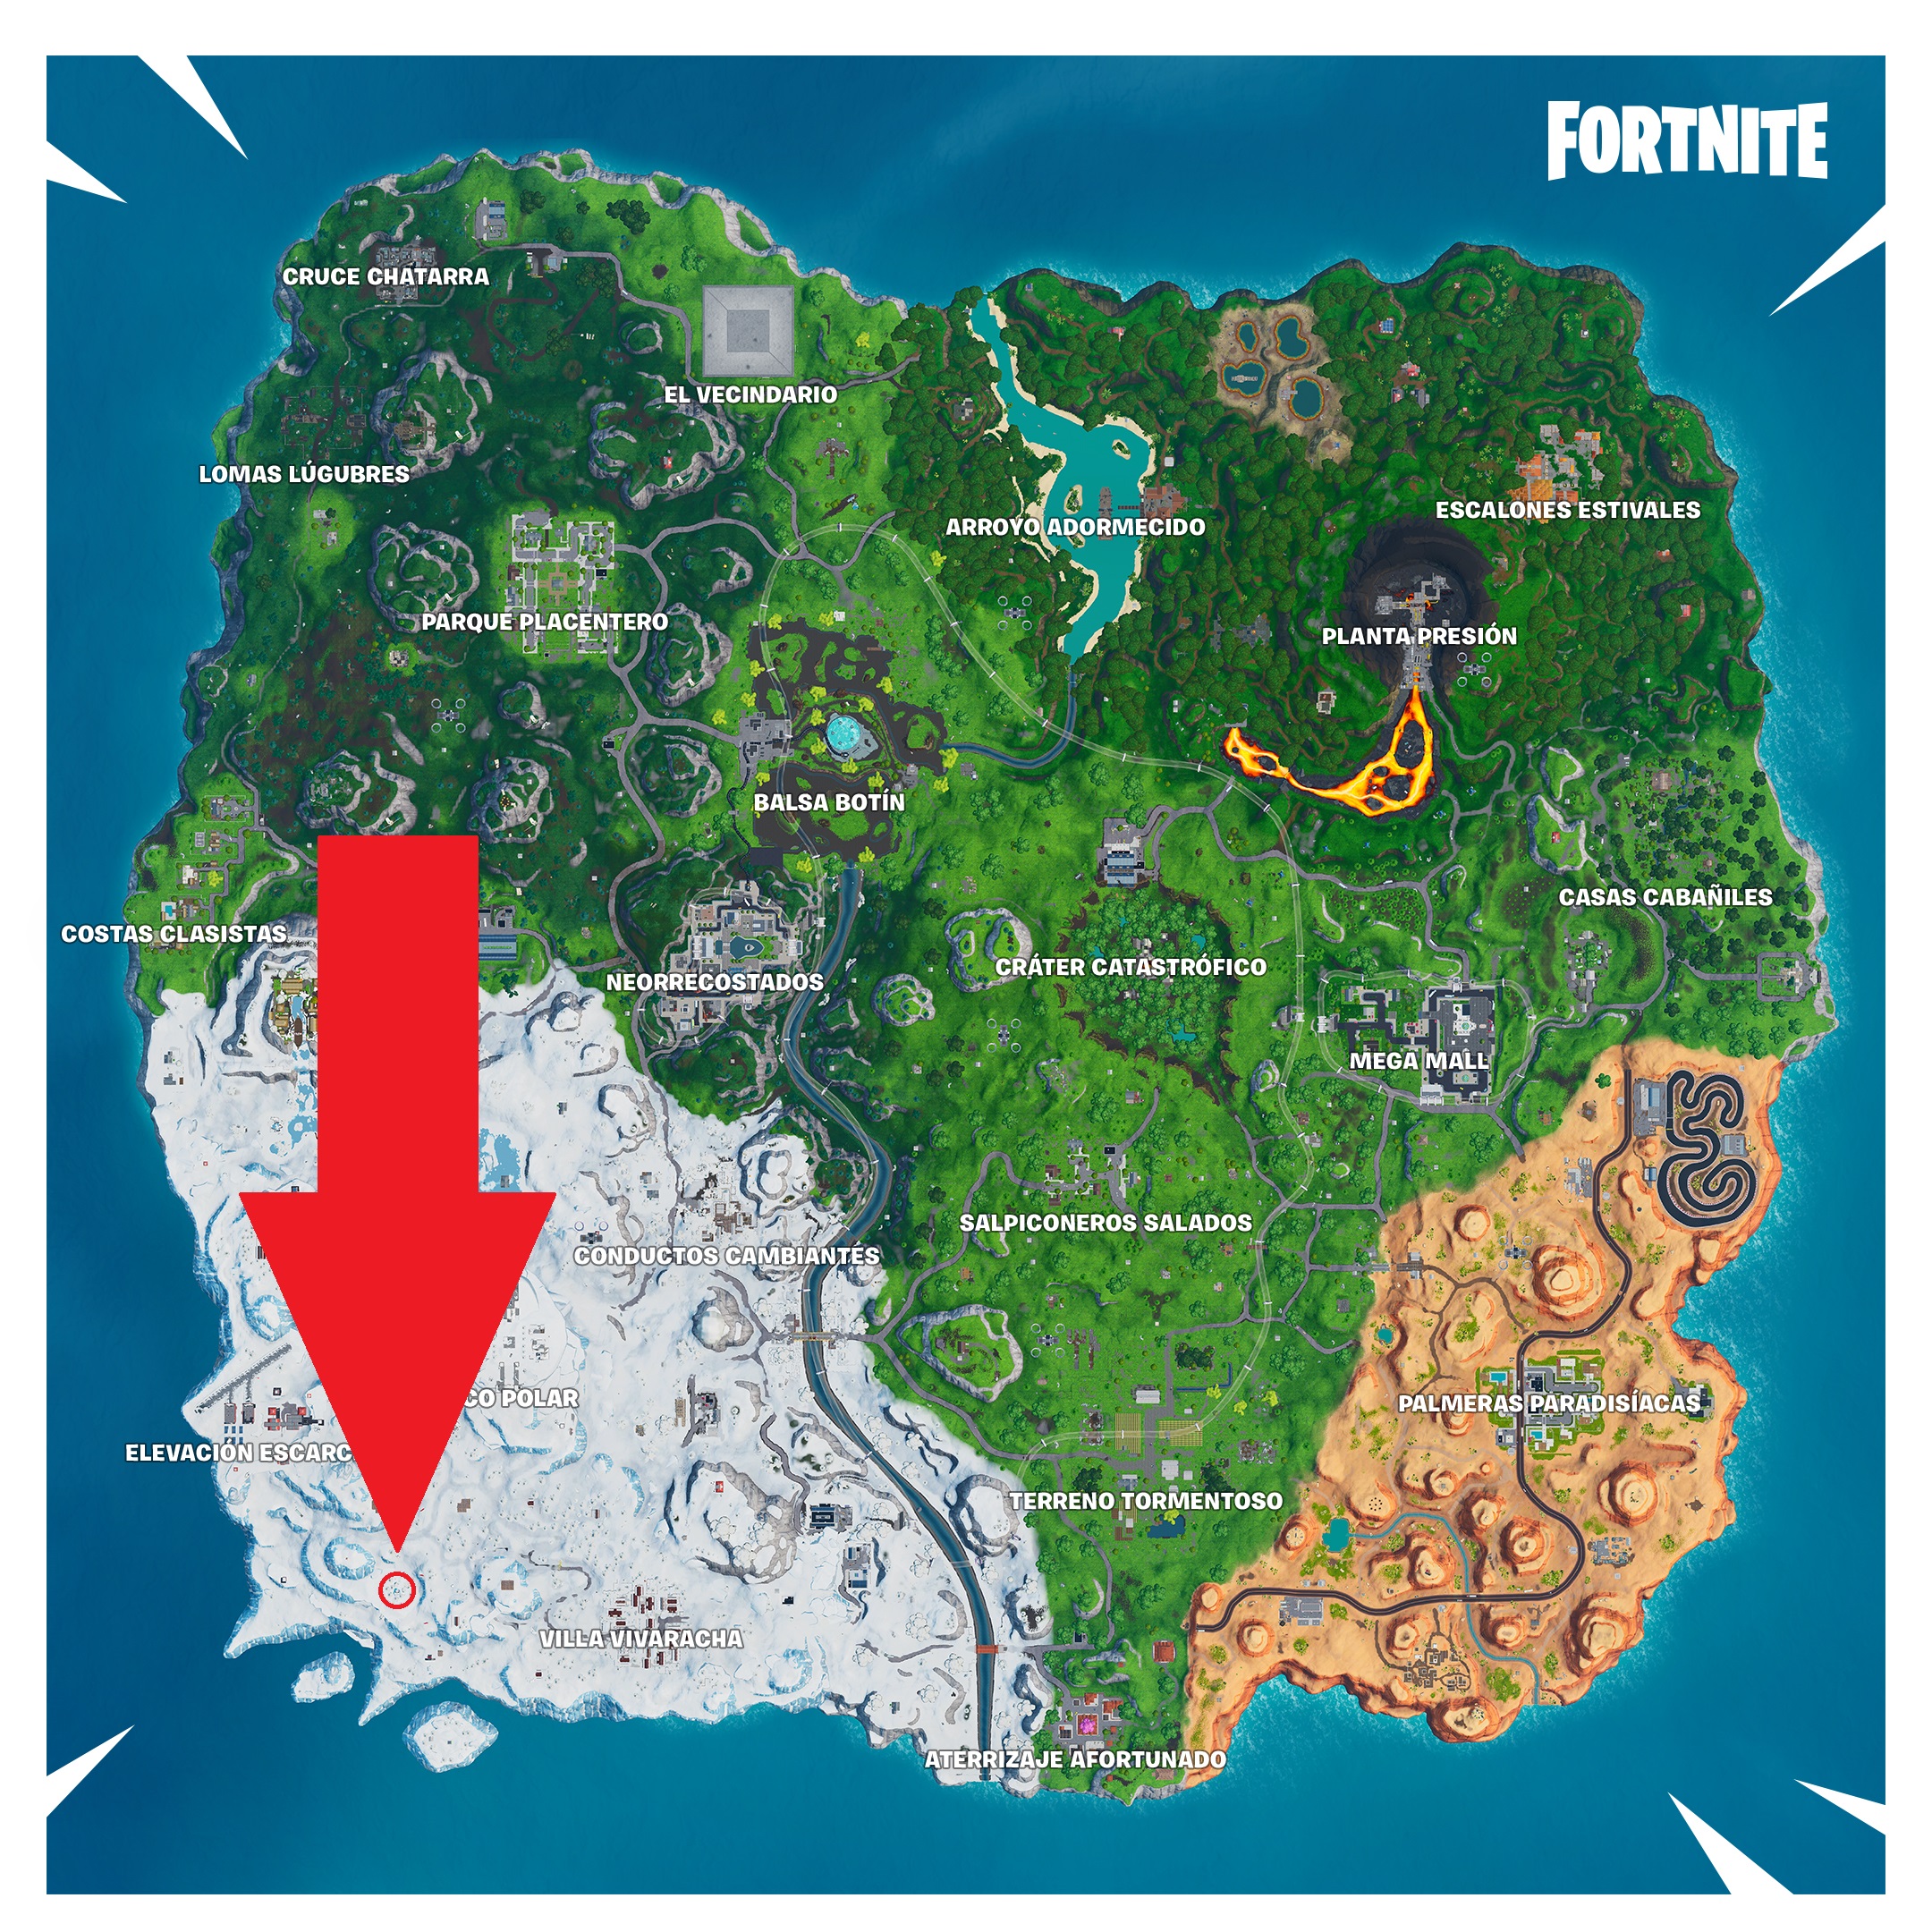 FORTNITE
CRUCE CHATARRA
EL VECINDARIO
LOMAS LÚGUBRES
ESCALONES ESTIVALES
ARROYO ADORMECIDO
PARQUE PLACENTERO
PLANTA PRESIÓN
BALSA BOTÍN
CASAS CABAÑILES
COSTAS CLASISTAS
CRÁTER CATASTRÓFICO
NEORRECOSTADOS
MEGA MALL
SALPICONEROS SALADOS
CONDUCTOS CAMBIANTES
CO POLAR
PALMERAS PARADISÍACAS
ELEVACIÓN ESCARC
TERRENO TORMENTOSO
VILLA VIVARACHA
ATERRIZAJE AFORTUNADO